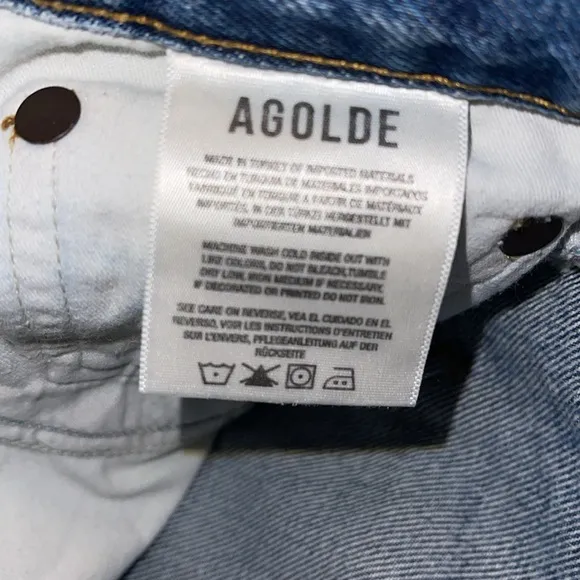 AGOLDE
MADE IN TURKEY OF IMPORTED MATERIALS
HECHO EN TURQUIA DE MATERIALES IMPORTADOS
FABRIQUÉ EN TURQUIE A PARTIR DE MATÉRIAUX
IMPORTÉS, IN DER TÜRKEI HERGESTELLT MIT
IMPORTIERTEN MATERIALIEN
MACHINE WASH COLD INSIDE OUT WITH
LIKE COLORS, DO NOT BLEACH, TUMBLE
DRY LOW, IRON MEDIUM IF NECESSARY.
IF DECORATED OR PRINTED DO NOT IRON.
SEE CARE ON REVERSE, VEA EL CUIDADO EN EL
REVERSO, VOIR LES INSTRUCTIONS D'ENTRETIEN
SUR L'ENVERS, PFLEGEANLEITUNG AUF DER
RÜCKSEITE